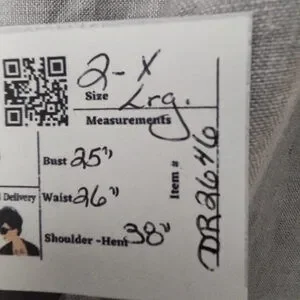 Size 2-X
Lrg.
Measurements
Bust 25"
Waist 26"
Delivery
Shoulder -Hem 38"
Item # DR2646